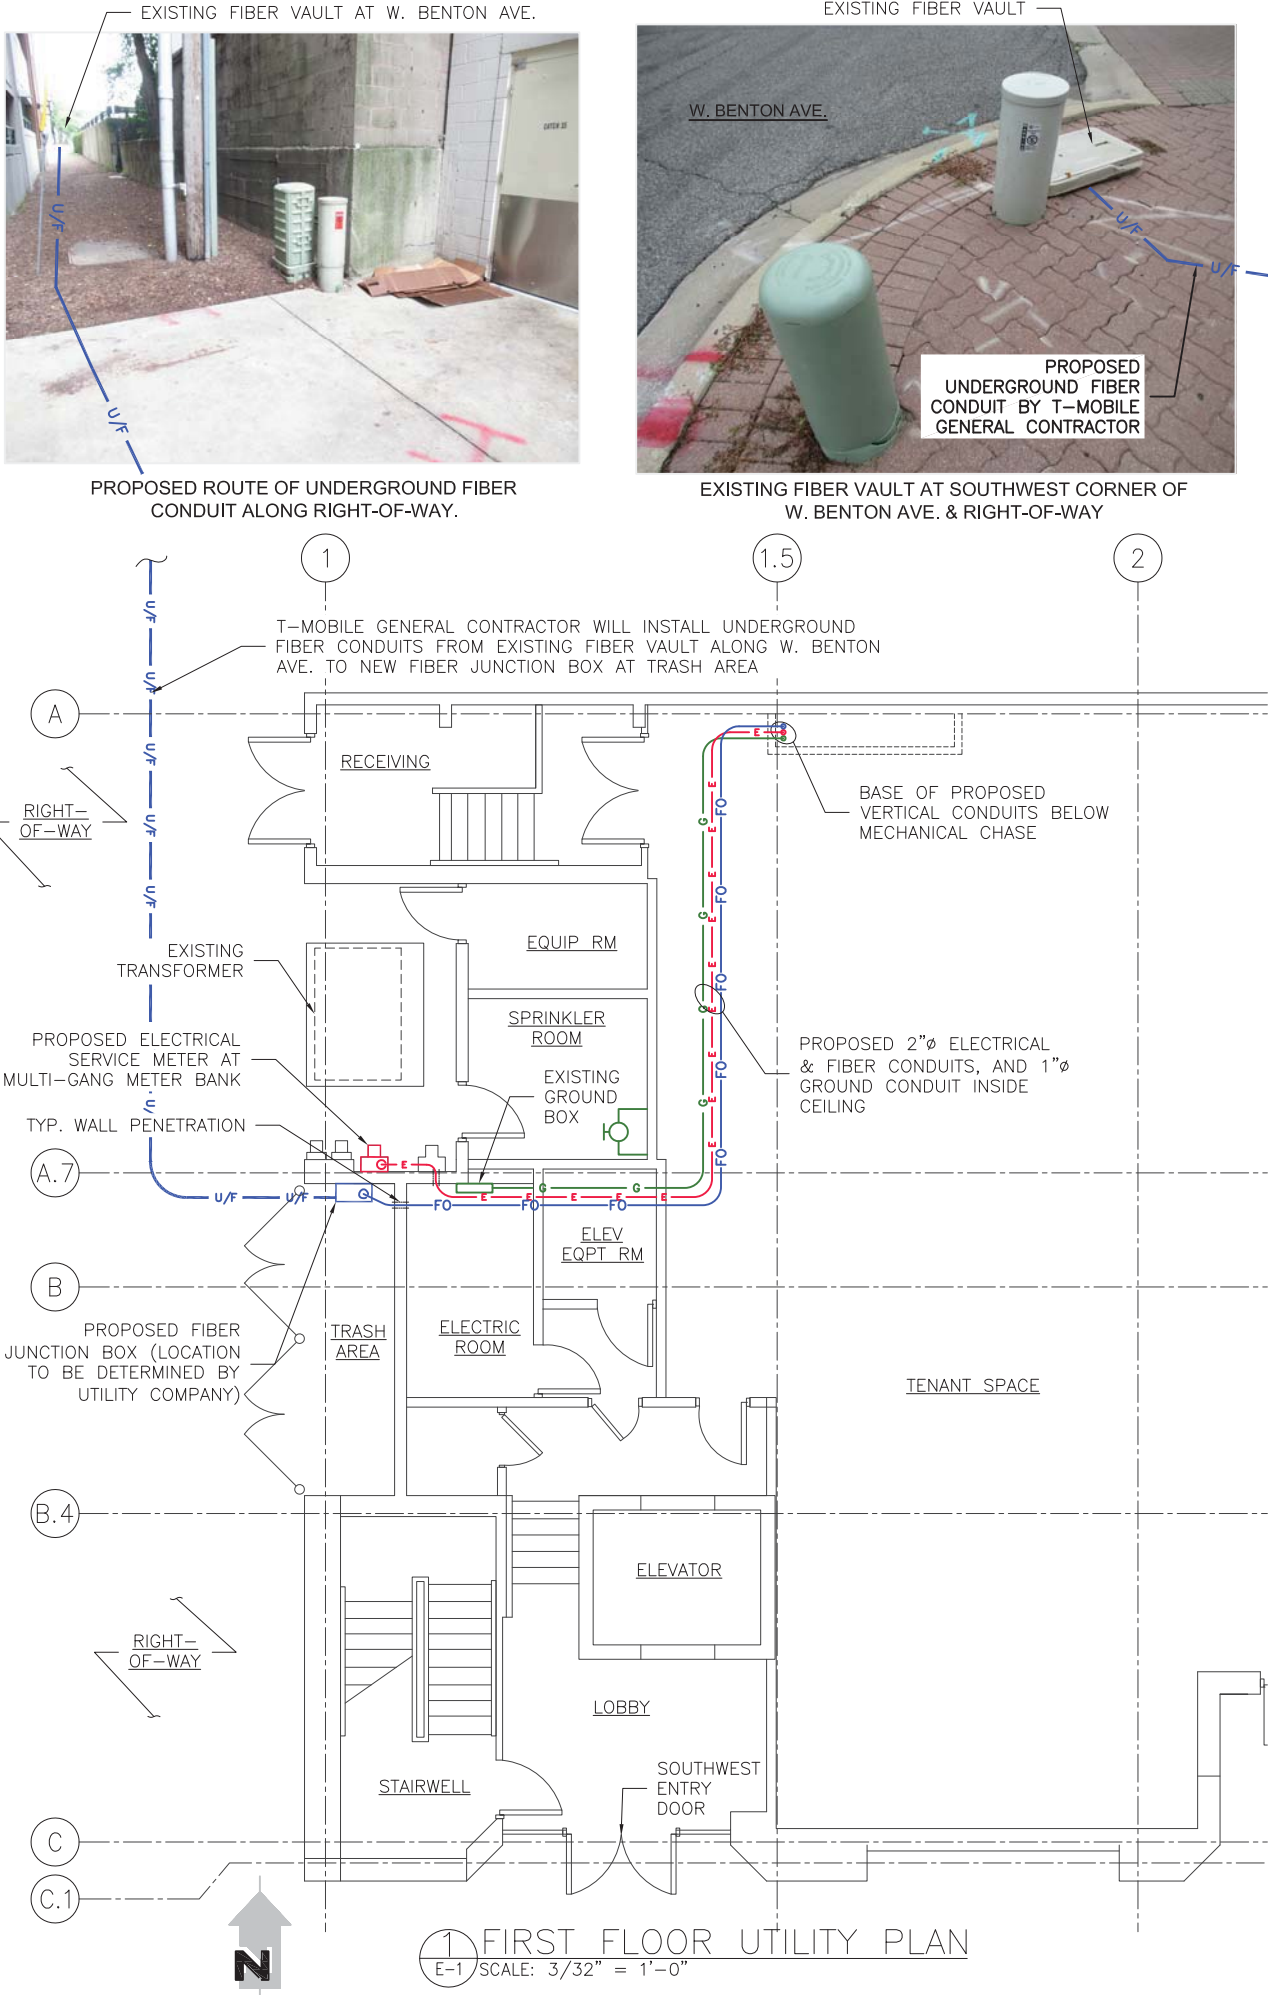 EXISTING FIBER VAULT AT W. BENTON AVE.
EXISTING FIBER VAULT
U/F
U/F
W. BENTON AVE.
U/F
U/F
PROPOSED
UNDERGROUND FIBER
CONDUIT BY T-MOBILE
GENERAL CONTRACTOR
PROPOSED ROUTE OF UNDERGROUND FIBER
CONDUIT ALONG RIGHT-OF-WAY.
EXISTING FIBER VAULT AT SOUTHWEST CORNER OF
W. BENTON AVE. & RIGHT-OF-WAY
1
1.5
2
U/F
T-MOBILE GENERAL CONTRACTOR WILL INSTALL UNDERGROUND
FIBER CONDUITS FROM EXISTING FIBER VAULT ALONG W. BENTON
AVE. TO NEW FIBER JUNCTION BOX AT TRASH AREA
U/F
A
U/F
U/F
U/F
RIGHT-
OF-WAY
RECEIVING
E
E
FO
G
E
E
BASE OF PROPOSED
VERTICAL CONDUITS BELOW
MECHANICAL CHASE
FO
G
E
EQUIP RM
E
FO
EXISTING
TRANSFORMER
SPRINKLER
ROOM
G
E
PROPOSED ELECTRICAL
SERVICE METER AT
MULTI-GANG METER BANK
U/
EXISTING
GROUND
BOX
E
FO
G
E
PROPOSED 2"ø ELECTRICAL
& FIBER CONDUITS, AND 1"ø
GROUND CONDUIT INSIDE
CEILING
TYP. WALL PENETRATION
E
E
FO
A.7
U/F
U/F
G
G
E
E
E
E
E
FO
FO
FO
ELEV
EQPT RM
B
PROPOSED FIBER
JUNCTION BOX (LOCATION
TO BE DETERMINED BY
UTILITY COMPANY)
TRASH
AREA
ELECTRIC
ROOM
TENANT SPACE
B.4
ELEVATOR
RIGHT-
OF-WAY
LOBBY
STAIRWELL
SOUTHWEST
ENTRY
DOOR
C
C.1
N
1
E-1
FIRST FLOOR UTILITY PLAN
SCALE: 3/32" = 1'-0"